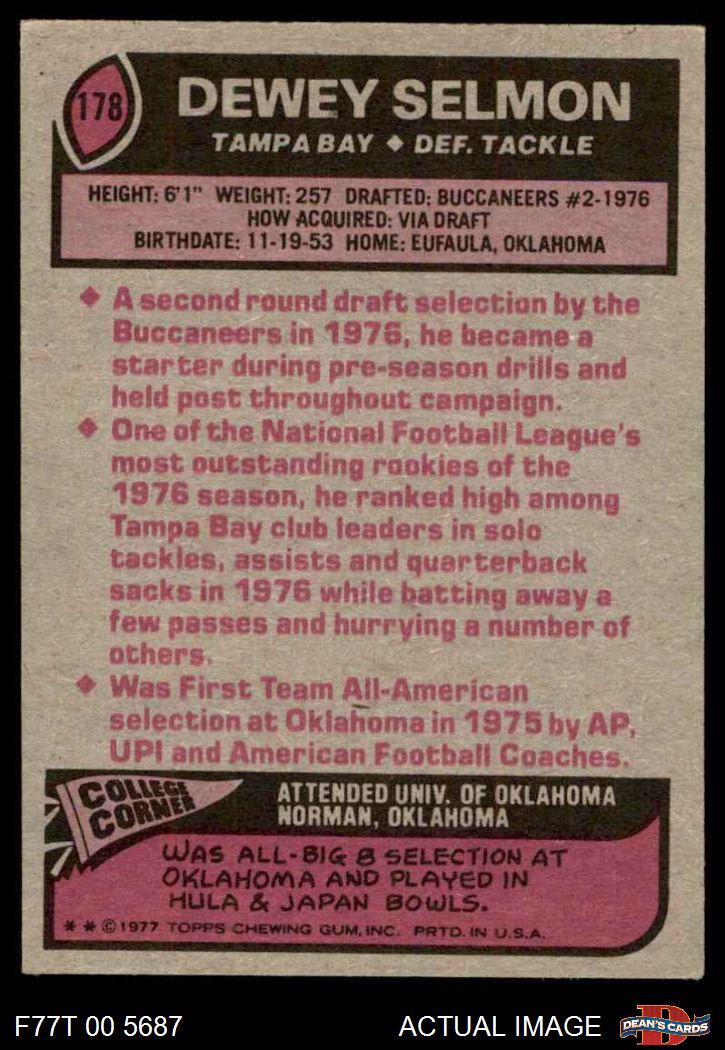 178
DEWEY SELMON
TAMPA BAY ◆ DEF. TACKLE
HEIGHT: 6'1" WEIGHT: 257 DRAFTED: BUCCANEERS #2-1976
HOW ACQUIRED: VIA DRAFT
BIRTHDATE: 11-19-53 HOME: EUFAULA, OKLAHOMA
◆ A second round draft selection by the
Buccaneers in 1976, he became a
starter during pre-season drills and
held post throughout campaign.
◆ One of the National Football League's
most outstanding rookies of the
1976 season, he ranked high among
Tampa Bay club leaders in solo
tackles, assists and quarterback
sacks in 1976 while batting away a
few passes and hurrying a number of
others.
◆ Was First Team All-American
selection at Oklahoma in 1975 by AP,
UPI and American Football Coaches.
COLLEGE
CORNER
ATTENDED UNIV. OF OKLAHOMA
NORMAN, OKLAHOMA
WAS ALL-BIG 8 SELECTION AT
OKLAHOMA AND PLAYED IN
HULA & JAPAN BOWLS.
* * © 1977 TOPPS CHEWING GUM, INC. PRTD. IN U.S.A.
F77T 00 5687
ACTUAL IMAGE
D
DEAN'S CARDS